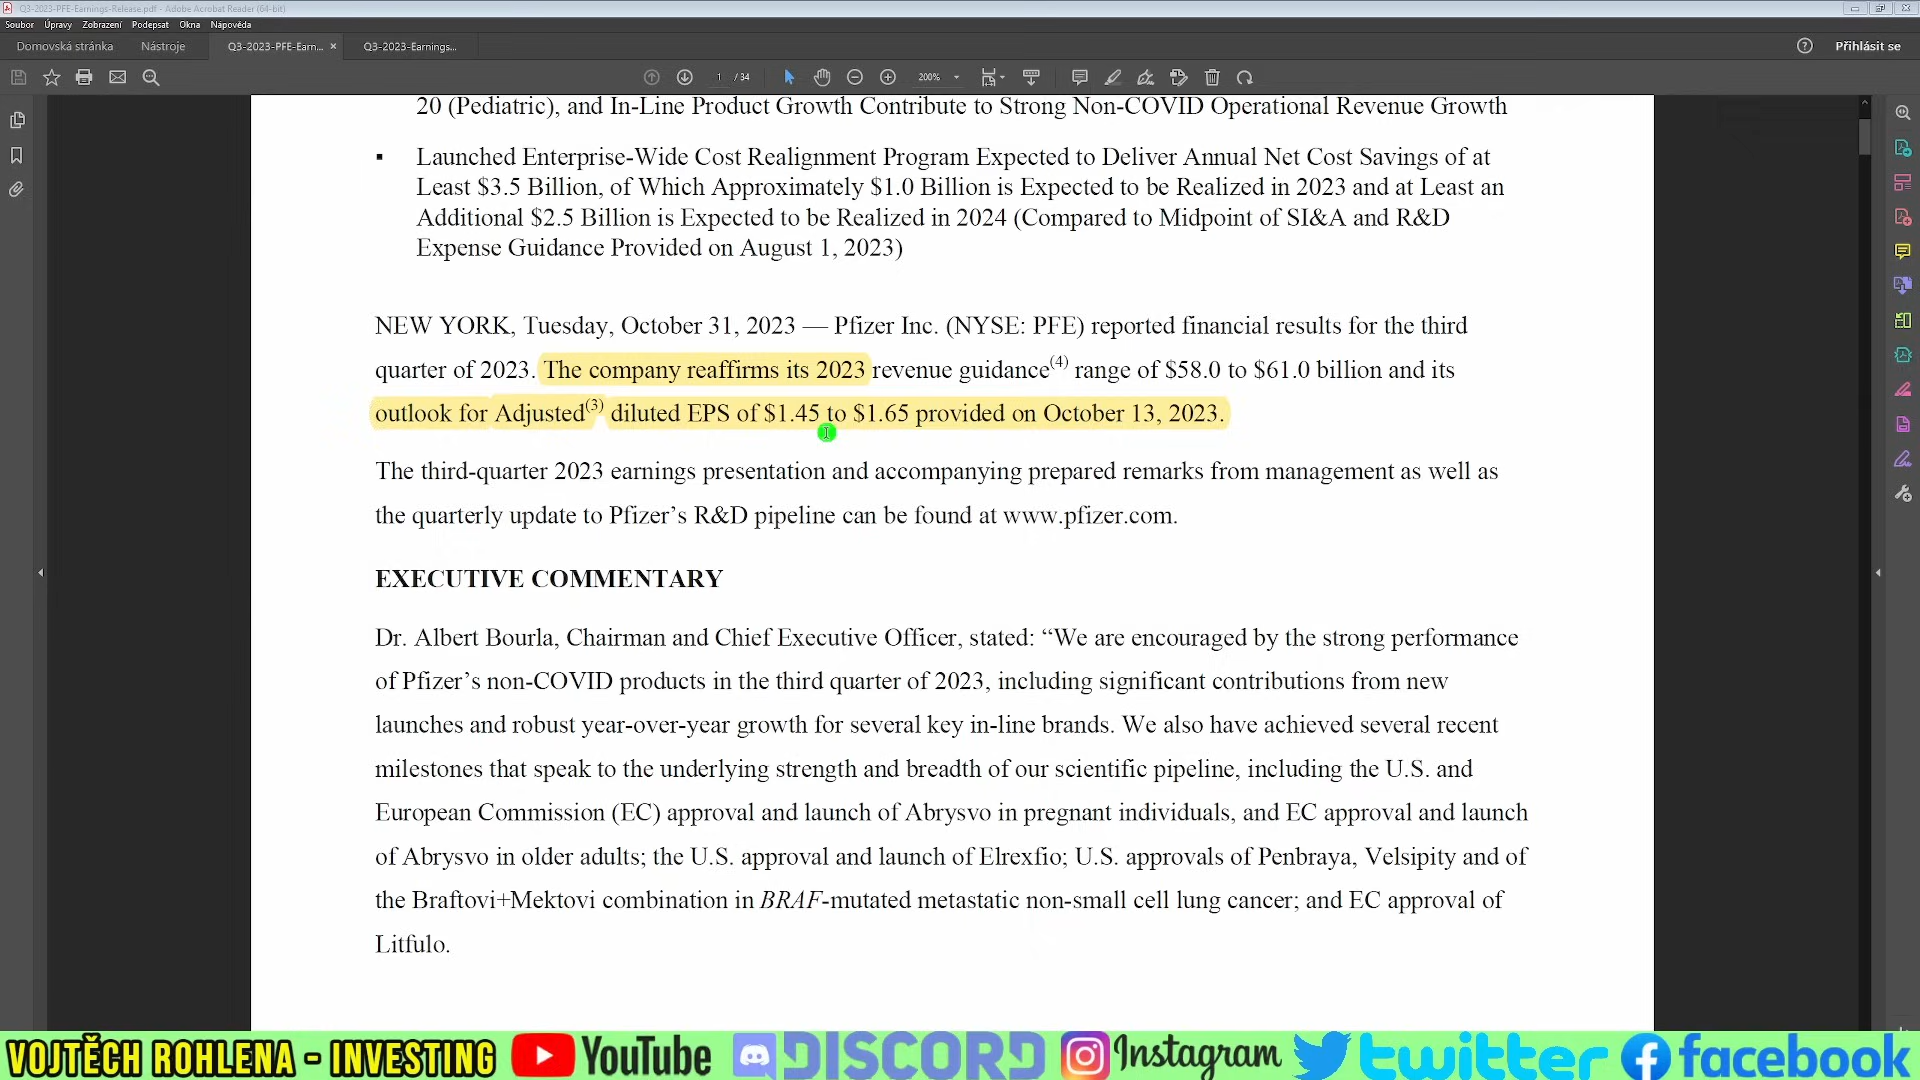 Q3-2023-PFE-Earnings-Release.pdf - Adobe Acrobat Reader (64-bit)
Soubor Úpravy Zobrazení Podepsat Okna Nápověda
Domovská stránka Nástroje Q3-2023-PFE-Earn... × Q3-2023-Earnings... Přihlásit se
1 / 34 200%
20 (Pediatric), and In-Line Product Growth Contribute to Strong Non-COVID Operational Revenue Growth
▪ Launched Enterprise-Wide Cost Realignment Program Expected to Deliver Annual Net Cost Savings of at
Least $3.5 Billion, of Which Approximately $1.0 Billion is Expected to be Realized in 2023 and at Least an
Additional $2.5 Billion is Expected to be Realized in 2024 (Compared to Midpoint of SI&A and R&D
Expense Guidance Provided on August 1, 2023)
NEW YORK, Tuesday, October 31, 2023 — Pfizer Inc. (NYSE: PFE) reported financial results for the third
quarter of 2023. The company reaffirms its 2023 revenue guidance(4) range of $58.0 to $61.0 billion and its
outlook for Adjusted(3) diluted EPS of $1.45 to $1.65 provided on October 13, 2023.
The third-quarter 2023 earnings presentation and accompanying prepared remarks from management as well as
the quarterly update to Pfizer’s R&D pipeline can be found at www.pfizer.com.
EXECUTIVE COMMENTARY
Dr. Albert Bourla, Chairman and Chief Executive Officer, stated: “We are encouraged by the strong performance
of Pfizer’s non-COVID products in the third quarter of 2023, including significant contributions from new
launches and robust year-over-year growth for several key in-line brands. We also have achieved several recent
milestones that speak to the underlying strength and breadth of our scientific pipeline, including the U.S. and
European Commission (EC) approval and launch of Abrysvo in pregnant individuals, and EC approval and launch
of Abrysvo in older adults; the U.S. approval and launch of Elrexfio; U.S. approvals of Penbraya, Velsipity and of
the Braftovi+Mektovi combination in BRAF-mutated metastatic non-small cell lung cancer; and EC approval of
Litfulo.
VOJTĚCH ROHLENA - INVESTING YouTube DISCORD Instagram twitter facebook